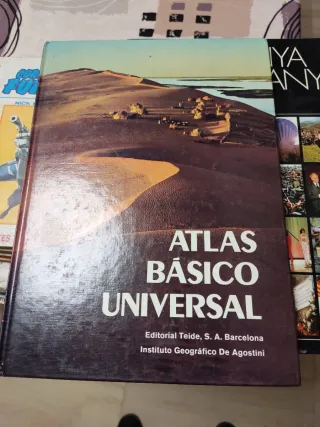 ATLAS
BÁSICO
UNIVERSAL
Editorial Teide, S. A. Barcelona
Instituto Geográfico De Agostini